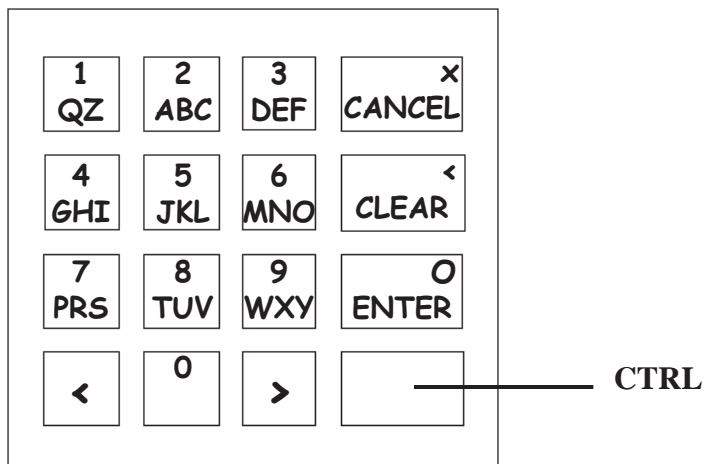 1 2 3 x
QZ ABC DEF CANCEL
4 5 6 <
GHI JKL MNO CLEAR
7 8 9 O
PRS TUV WXY ENTER
< 0 >
CTRL